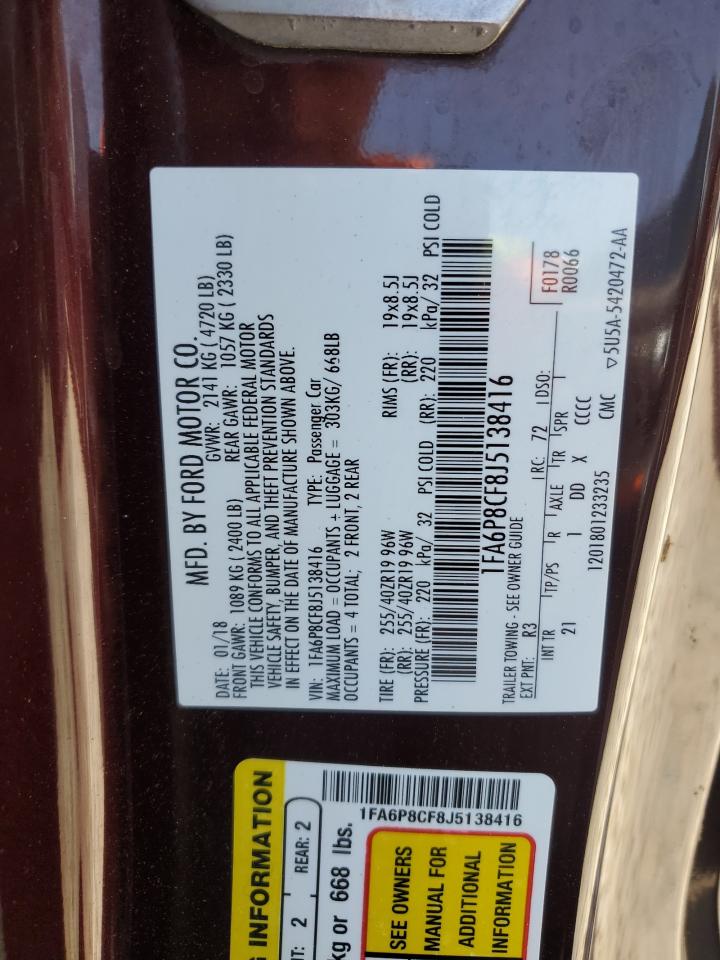 MFD. BY FORD MOTOR CO.
DATE: 01/18 GVWR: 2141 KG ( 4720 LB)
FRONT GAWR: 1089 KG ( 2400 LB) REAR GAWR: 1057 KG ( 2330 LB)
THIS VEHICLE CONFORMS TO ALL APPLICABLE FEDERAL MOTOR
VEHICLE SAFETY, BUMPER, AND THEFT PREVENTION STANDARDS
IN EFFECT ON THE DATE OF MANUFACTURE SHOWN ABOVE.
VIN: 1FA6P8CF8J5138416 TYPE: Passenger Car
MAXIMUM LOAD = OCCUPANTS + LUGGAGE = 303KG/ 668LB
OCCUPANTS = 4 TOTAL; 2 FRONT, 2 REAR
TIRE (FR): 255/40ZR19 96W RIMS (FR): 19x8.5J
(RR): 255/40ZR19 96W (RR): 19x8.5J
PRESSURE (FR): 220 kPa/ 32 PSI COLD (RR): 220 kPa/ 32 PSI COLD
1FA6P8CF8J5138416
TRAILER TOWING - SEE OWNER GUIDE
EXT PNT: R3 RC: 72 DSO: F0178
R0066
INT TR TP/PS R AXLE TR SPR
21 I DD X CCCC
1201801233235 CMC ▽5U5A-5420472-AA
G INFORMATION
NT: 2 REAR: 2
kg or 668 lbs.
1FA6P8CF8J5138416
SEE OWNERS
MANUAL FOR
ADDITIONAL
INFORMATION